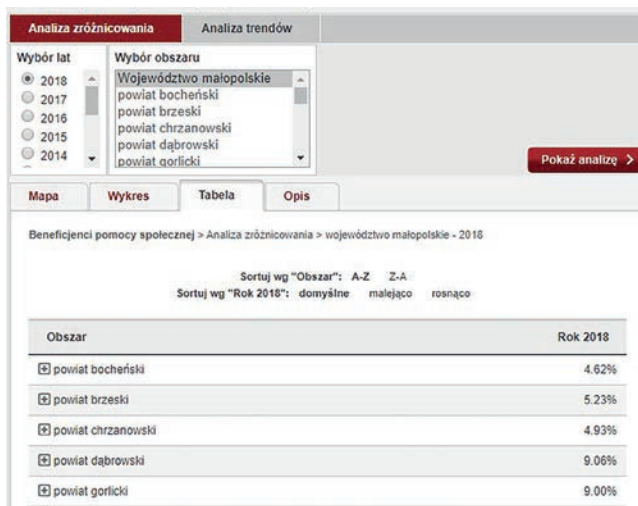 Analiza zróżnicowania
Analiza trendów
Wybór lat
2018
2017
2016
2015
2014
Wybór obszaru
Województwo małopolskie
powiat bocheński
powiat brzeski
powiat chrzanowski
powiat dąbrowski
powiat gorlicki
Pokaż analizę
Mapa
Wykres
Tabela
Opis
Beneficjenci pomocy społecznej > Analiza zróżnicowania > województwo małopolskie - 2018
Sortuj wg "Obszar": A-Z Z-A
Sortuj wg "Rok 2018": domyślne malejąco rosnąco
Obszar Rok 2018
powiat bocheński 4.62%
powiat brzeski 5.23%
powiat chrzanowski 4.93%
powiat dąbrowski 9.06%
powiat gorlicki 9.00%